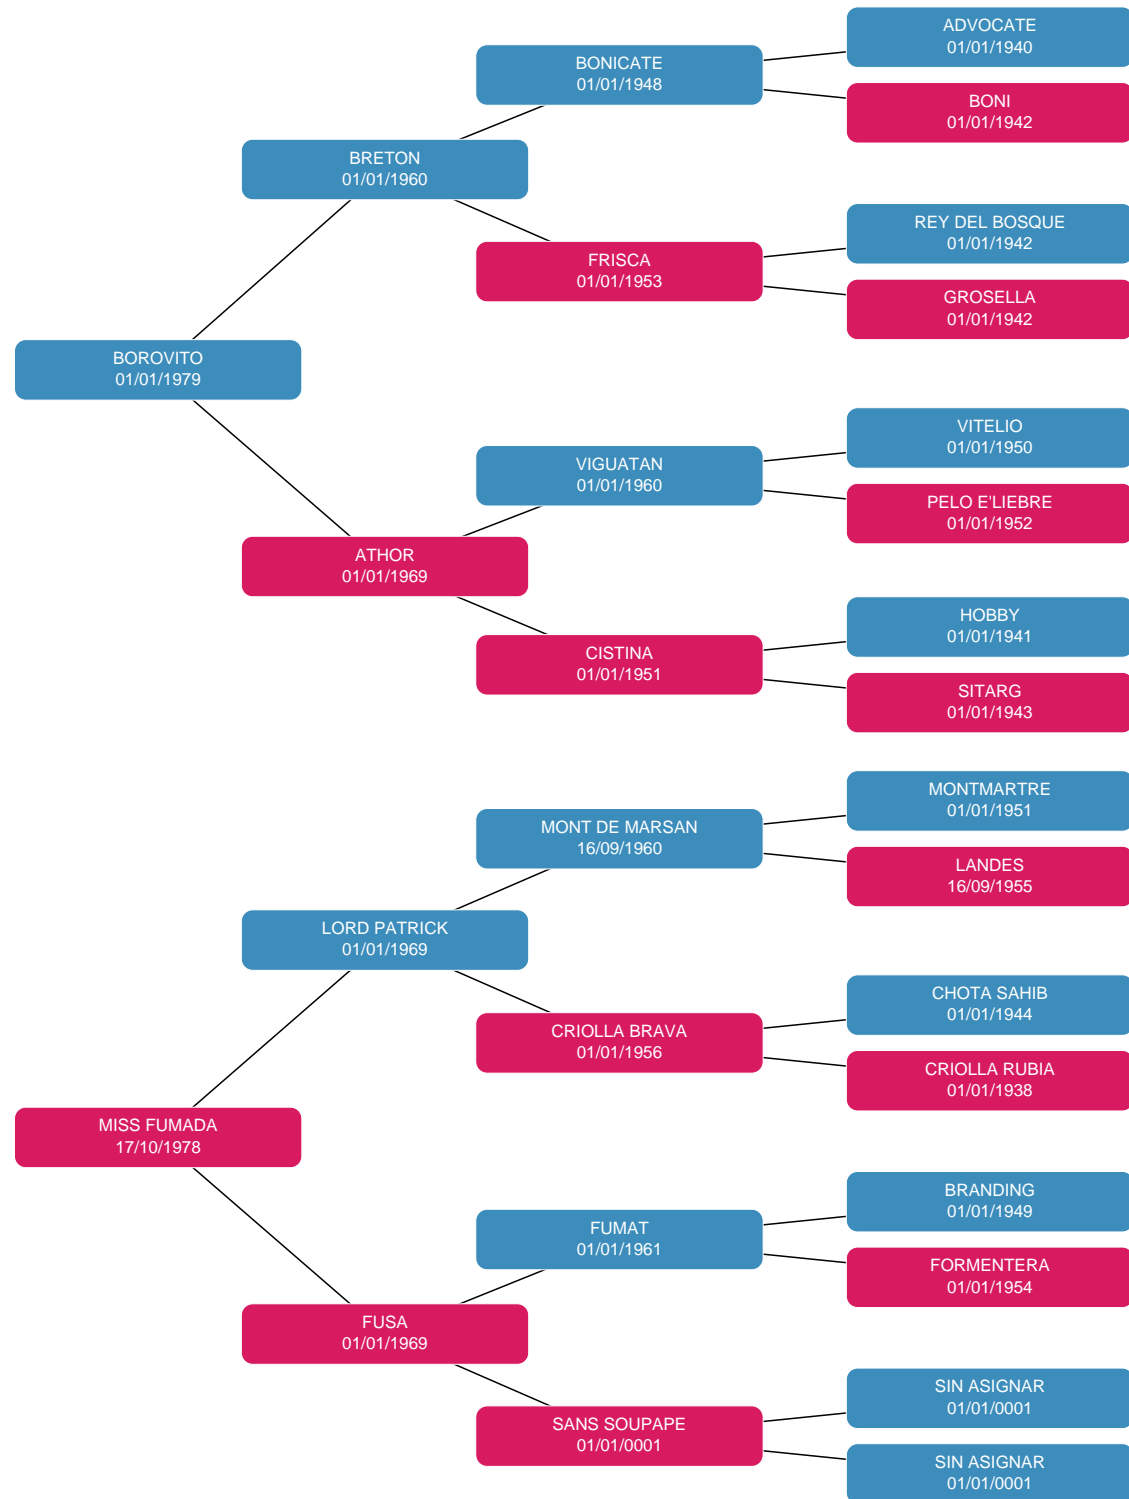 ADVOCATE
01/01/1940
BONICATE
01/01/1948
BONI
01/01/1942
BRETON
01/01/1960
REY DEL BOSQUE
01/01/1942
FRISCA
01/01/1953
GROSELLA
01/01/1942
BOROVITO
01/01/1979
VITELIO
01/01/1950
VIGUATAN
01/01/1960
PELO E'LIEBRE
01/01/1952
ATHOR
01/01/1969
HOBBY
01/01/1941
CISTINA
01/01/1951
SITARG
01/01/1943
MONTMARTRE
01/01/1951
MONT DE MARSAN
16/09/1960
LANDES
16/09/1955
LORD PATRICK
01/01/1969
CHOTA SAHIB
01/01/1944
CRIOLLA BRAVA
01/01/1956
CRIOLLA RUBIA
01/01/1938
MISS FUMADA
17/10/1978
BRANDING
01/01/1949
FUMAT
01/01/1961
FORMENTERA
01/01/1954
FUSA
01/01/1969
SIN ASIGNAR
01/01/0001
SANS SOUPAPE
01/01/0001
SIN ASIGNAR
01/01/0001